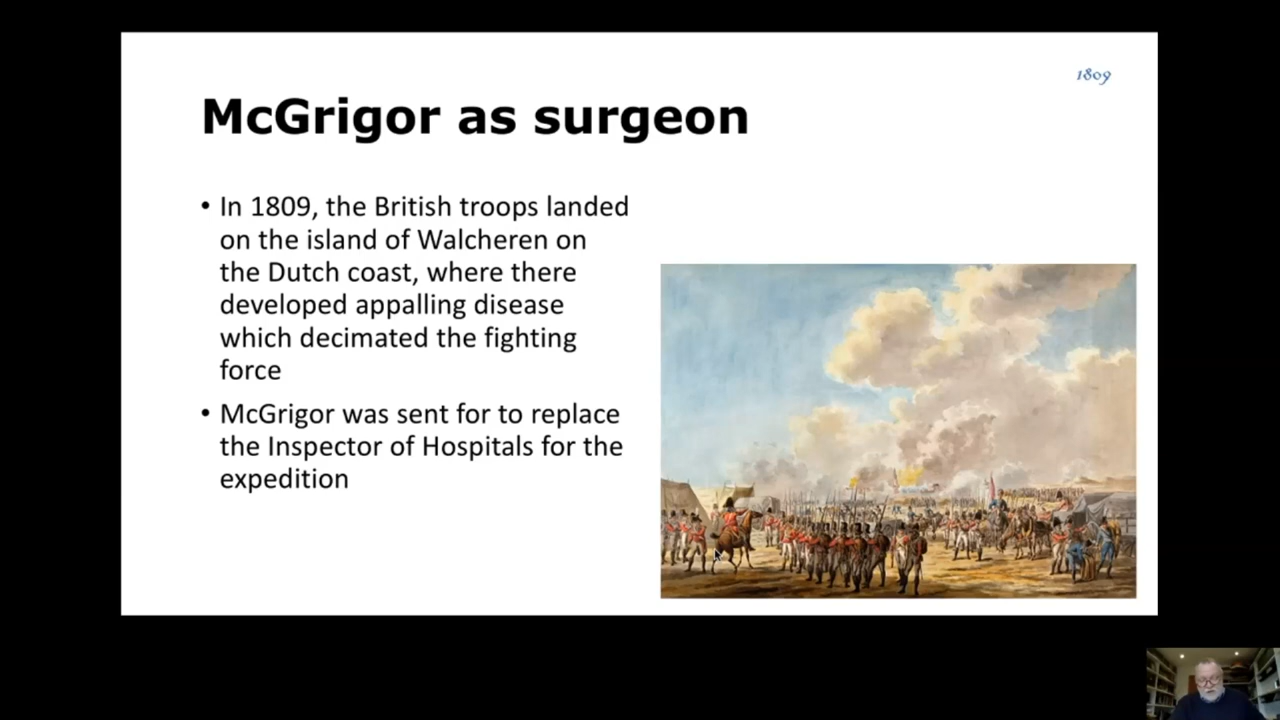 1809
McGrigor as surgeon
• In 1809, the British troops landed
on the island of Walcheren on
the Dutch coast, where there
developed appalling disease
which decimated the fighting
force
• McGrigor was sent for to replace
the Inspector of Hospitals for the
expedition